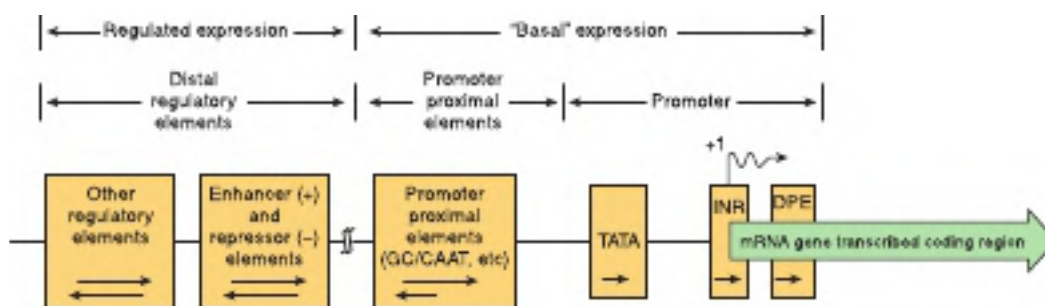 Regulated expression
"Basal" expression
Distal
regulatory
elements
Promoter
proximal
elements
Promoter
+1
Other
regulatory
elements
Enhancer (+)
and
repressor (−)
elements
Promoter
proximal
elements
(GC/CAAT, etc)
TATA
INR
DPE
mRNA gene transcribed coding region